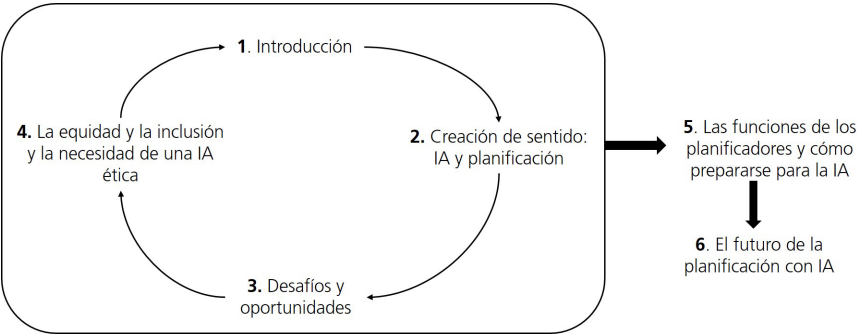 1. Introducción
2. Creación de sentido:
IA y planificación
3. Desafíos y
oportunidades
4. La equidad y la inclusión
y la necesidad de una IA
ética
5. Las funciones de los
planificadores y cómo
prepararse para la IA
6. El futuro de la
planificación con IA